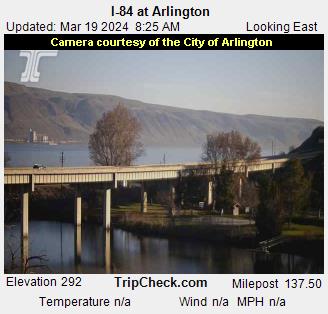 I-84 at Arlington
Updated: Mar 19 2024 8:25 AM Looking East
Camera courtesy of the City of Arlington
Elevation 292 TripCheck.com Milepost 137.50
Temperature n/a Wind n/a MPH n/a